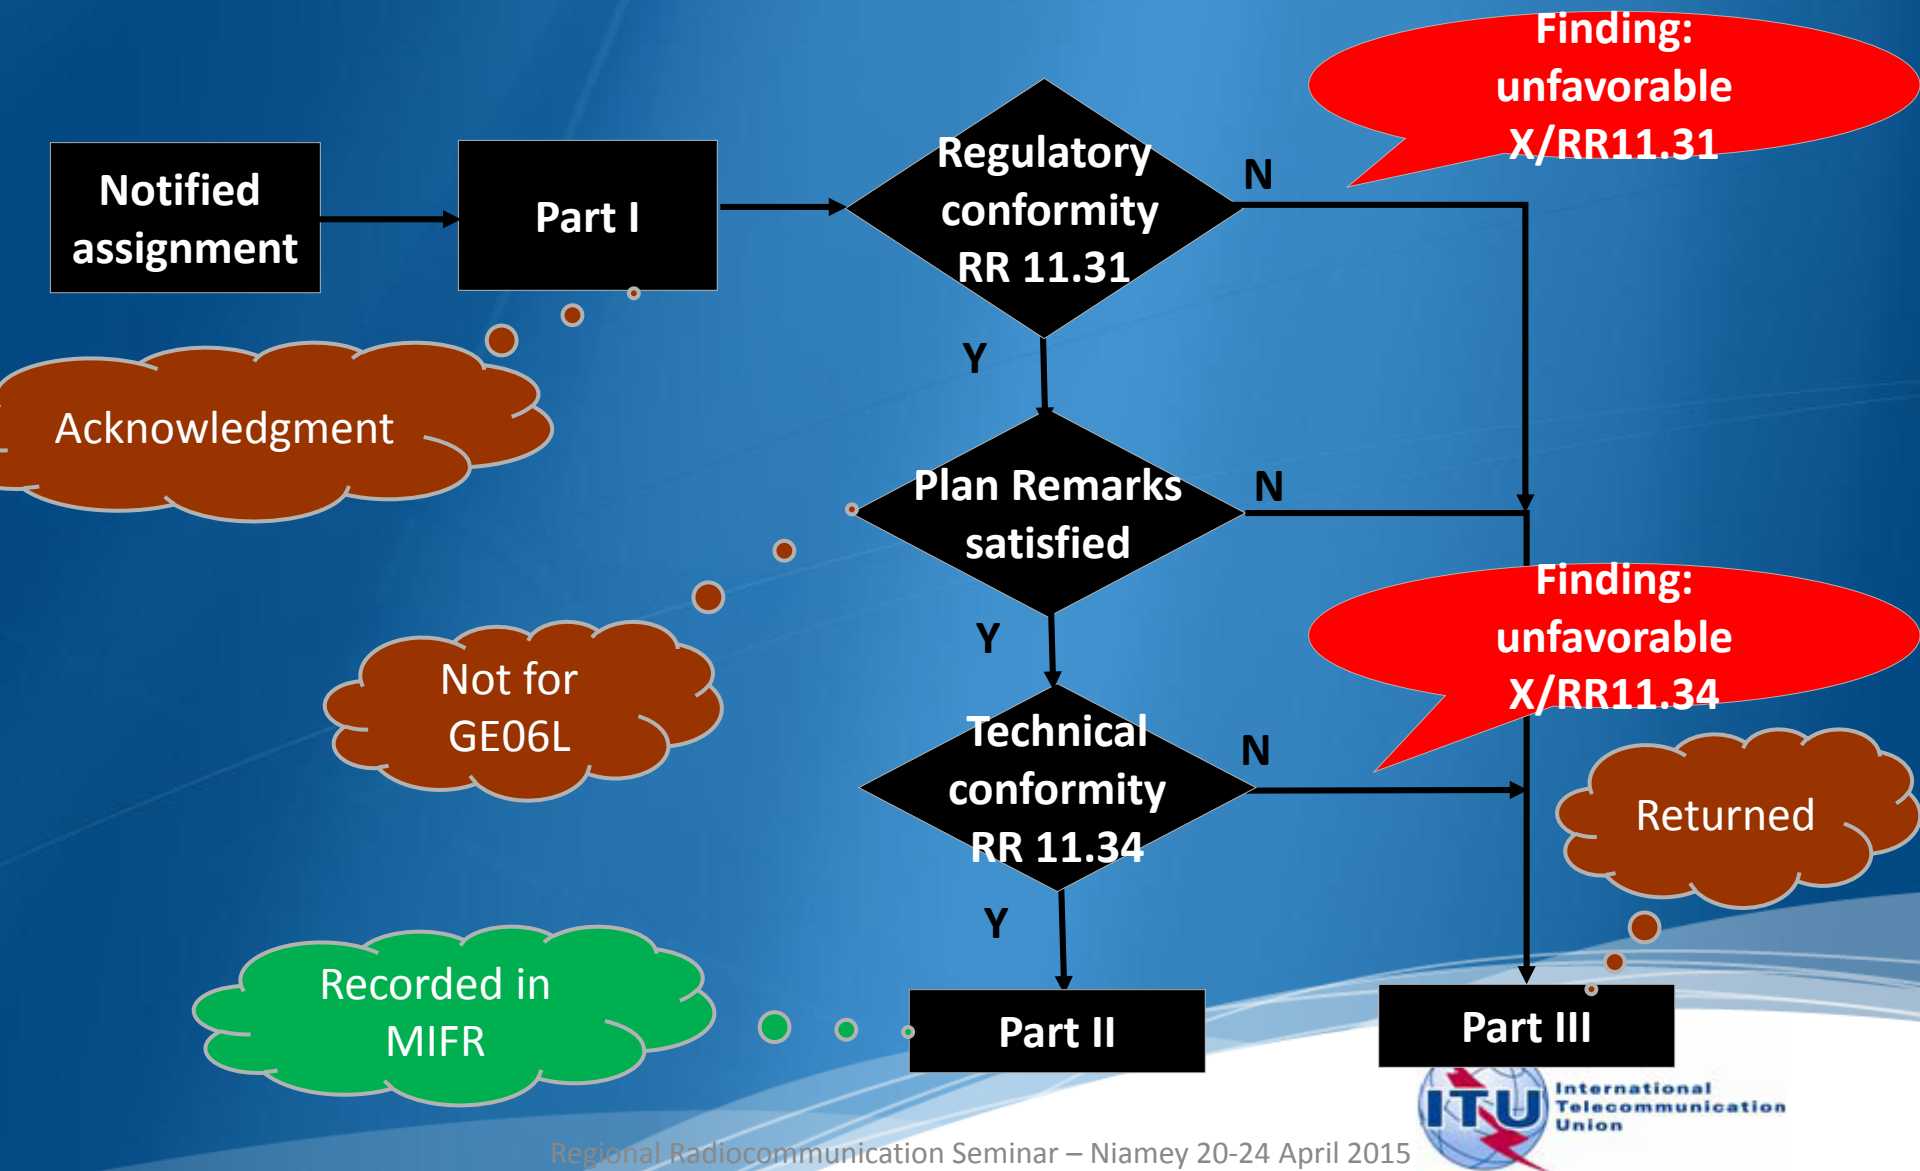 Notified
assignment
Part I
Regulatory
conformity
RR 11.31
N
Finding:
unfavorable
X/RR11.31
Y
Acknowledgment
Plan Remarks
satisfied
N
Y
Not for
GE06L
Finding:
unfavorable
X/RR11.34
Technical
conformity
RR 11.34
N
Returned
Y
Recorded in
MIFR
Part II
Part III
ITU
International
Telecommunication
Union
Regional Radiocommunication Seminar – Niamey 20-24 April 2015